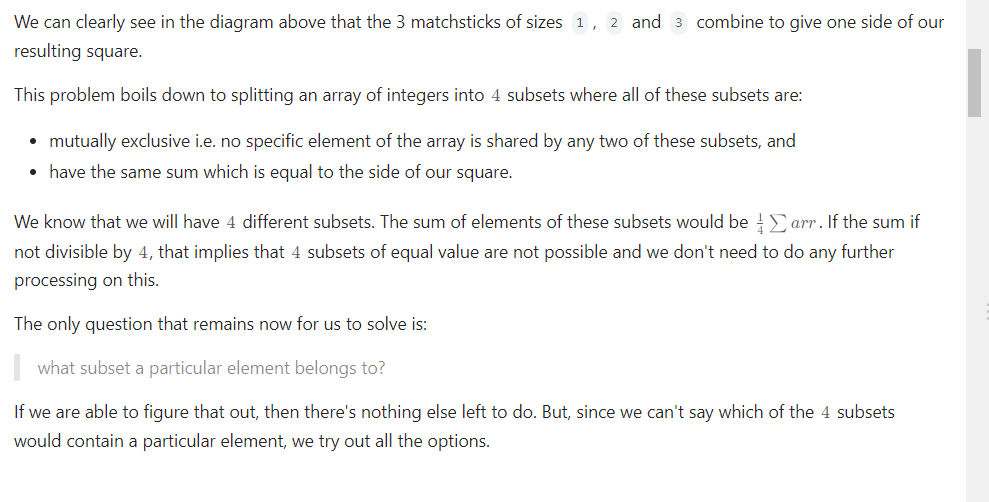 We can clearly see in the diagram above that the 3 matchsticks of sizes 1 , 2 and 3 combine to give one side of our
resulting square.
This problem boils down to splitting an array of integers into 4 subsets where all of these subsets are:
• mutually exclusive i.e. no specific element of the array is shared by any two of these subsets, and
• have the same sum which is equal to the side of our square.
We know that we will have 4 different subsets. The sum of elements of these subsets would be ¼ ∑ arr. If the sum if
not divisible by 4, that implies that 4 subsets of equal value are not possible and we don't need to do any further
processing on this.
The only question that remains now for us to solve is:
what subset a particular element belongs to?
If we are able to figure that out, then there's nothing else left to do. But, since we can't say which of the 4 subsets
would contain a particular element, we try out all the options.